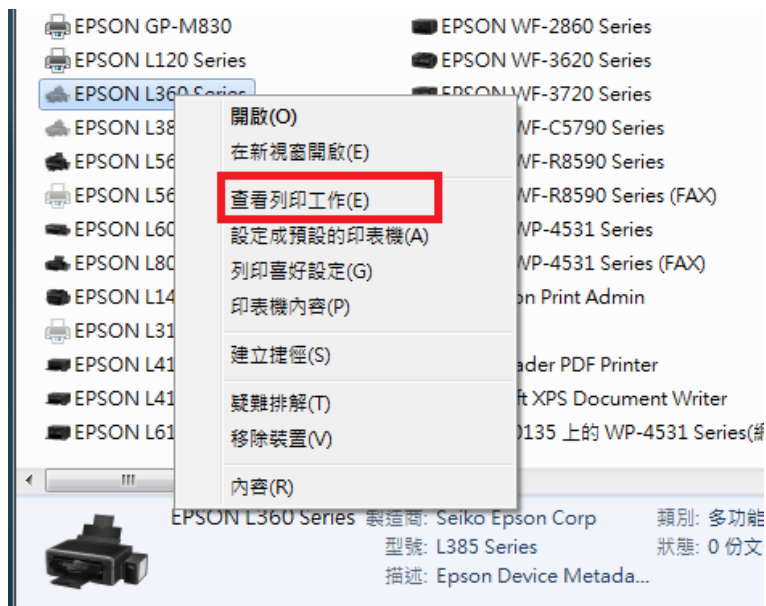 EPSON GP-M830
EPSON L120 Series
EPSON L360 Series
EPSON L38
EPSON L56
EPSON L56
EPSON L60
EPSON L80
EPSON L14
EPSON L31
EPSON L41
EPSON L41
EPSON L61
EPSON WF-2860 Series
EPSON WF-3620 Series
EPSON WF-3720 Series
WF-C5790 Series
WF-R8590 Series
WF-R8590 Series (FAX)
WP-4531 Series
WP-4531 Series (FAX)
on Print Admin
ader PDF Printer
ft XPS Document Writer
0135 上的 WP-4531 Series(網
開啟(O)
在新視窗開啟(E)
查看列印工作(E)
設定成預設的印表機(A)
列印喜好設定(G)
印表機內容(P)
建立捷徑(S)
疑難排解(T)
移除裝置(V)
內容(R)
EPSON L360 Series 製造商: Seiko Epson Corp 類別: 多功能
型號: L385 Series 狀態: 0 份文
描述: Epson Device Metada...